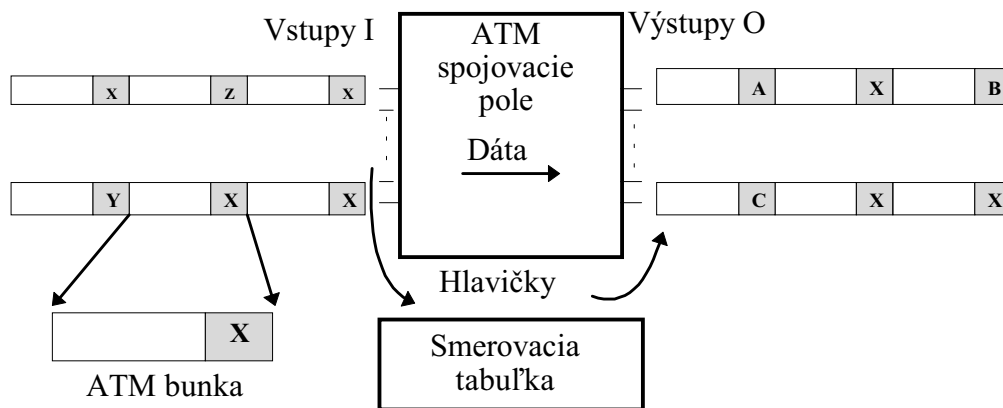 Vstupy I
ATM
spojovacie
pole
Výstupy O
X Z X
A X B
Dáta
Y X X
C X X
Hlavičky
X
ATM bunka
Smerovacia
tabuľka